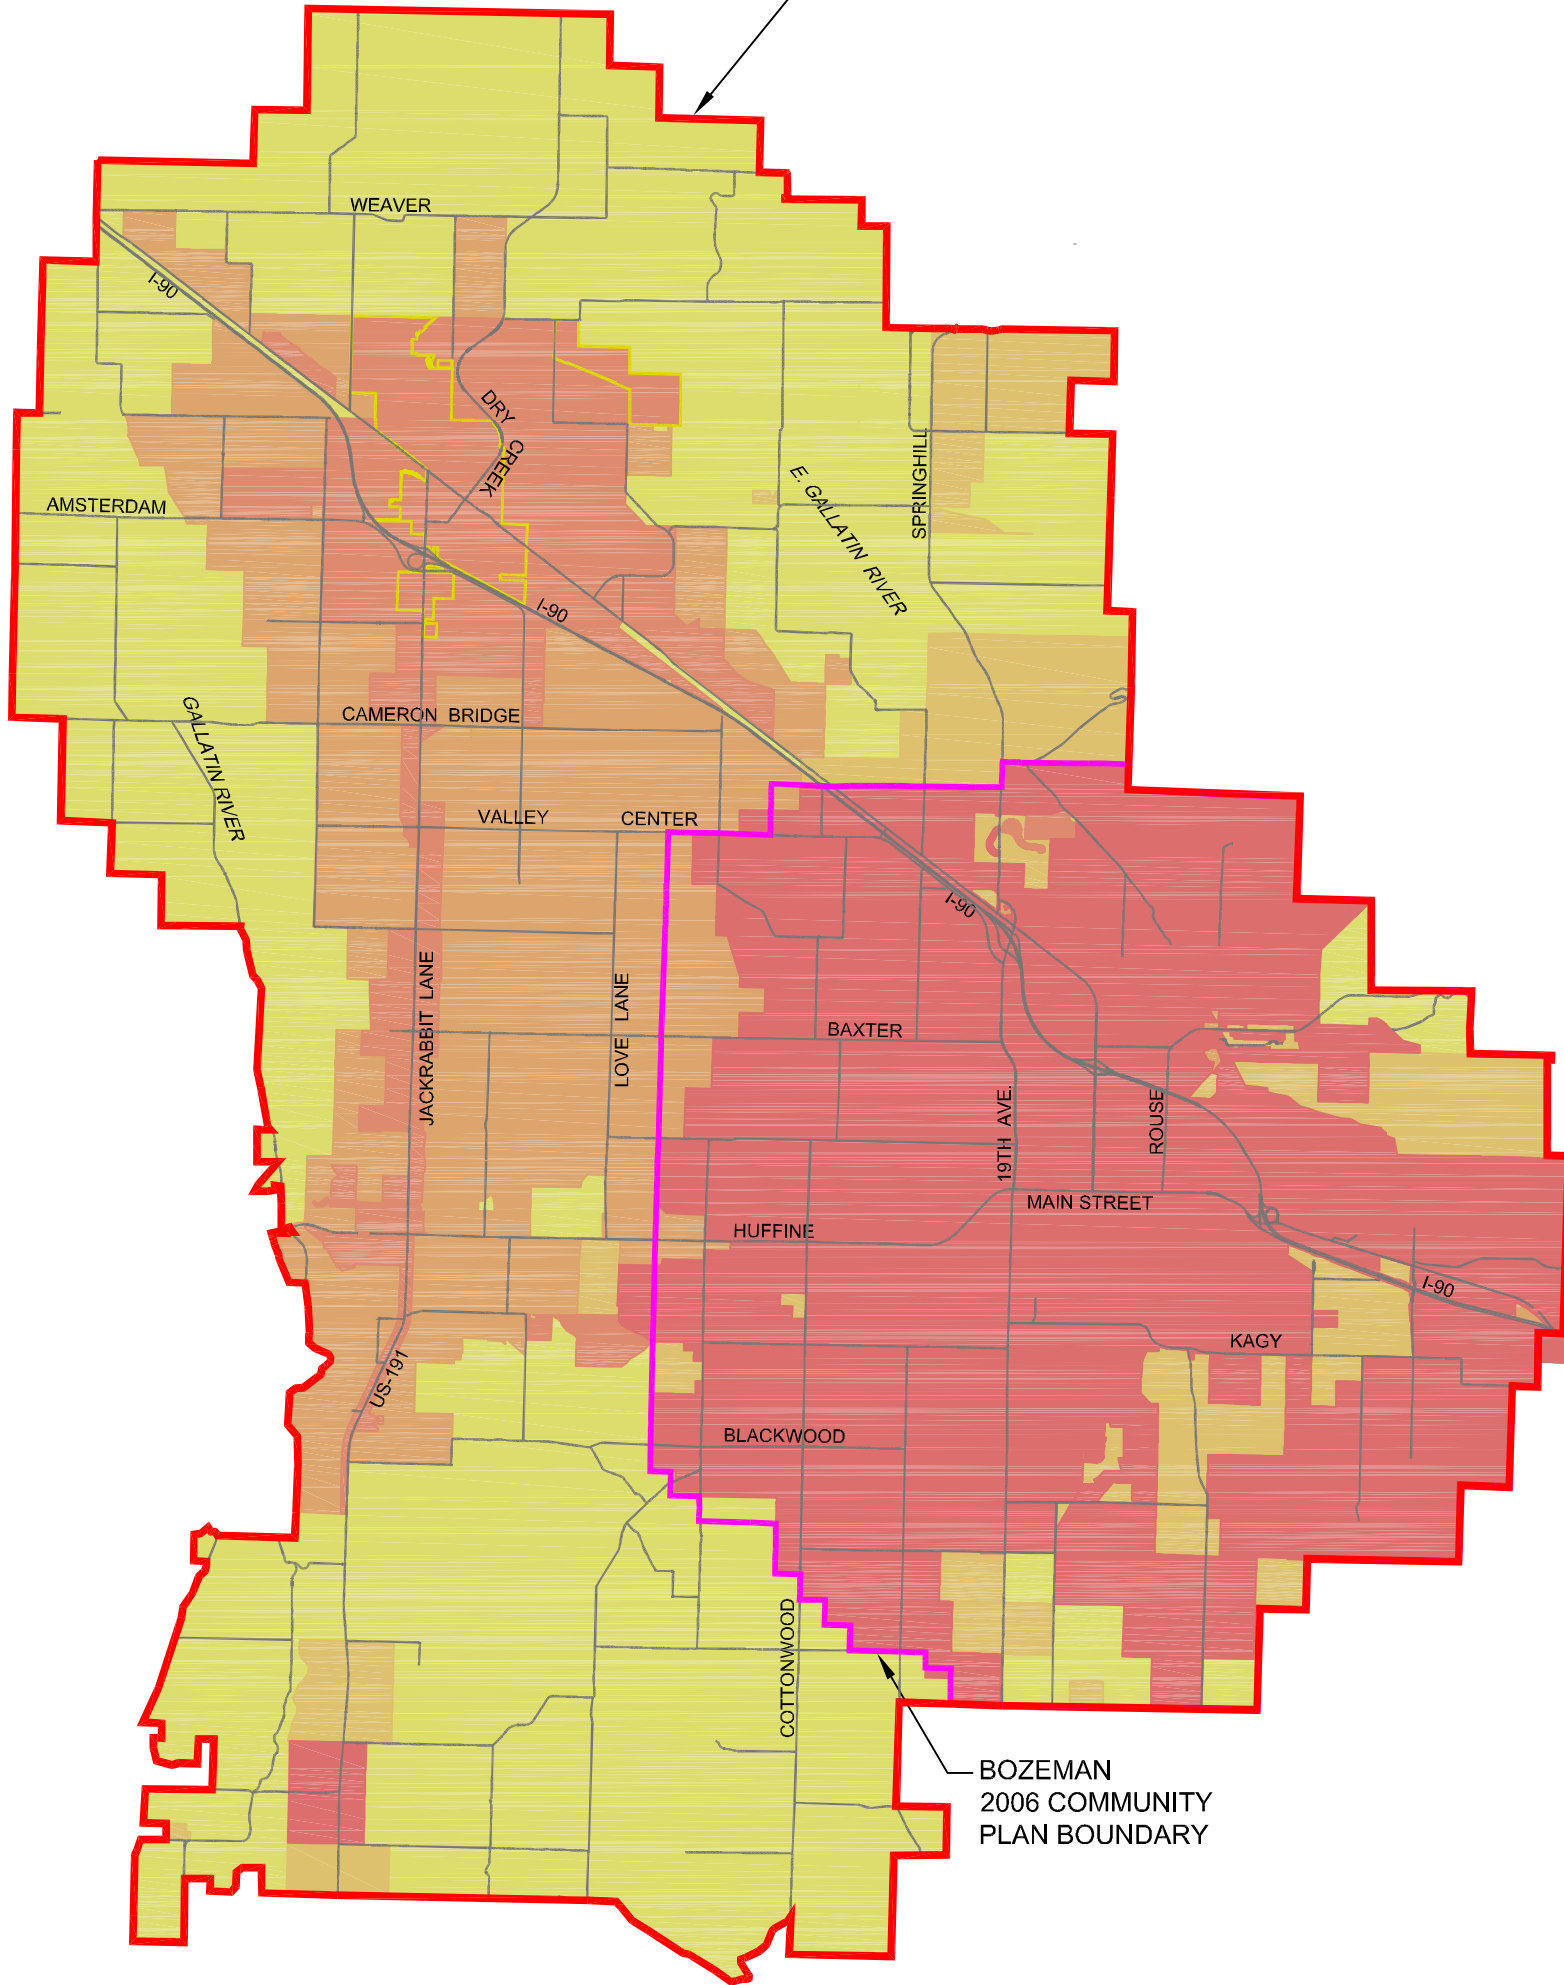 WEAVER
I-90
DRY
CREEK
AMSTERDAM
E. GALLATIN RIVER
SPRINGHILL
I-90
GALLATIN RIVER
CAMERON BRIDGE
VALLEY CENTER
I-90
JACKRABBIT LANE
LOVE LANE
BAXTER
19TH AVE.
ROUSE
MAIN STREET
HUFFINE
I-90
KAGY
US-191
BLACKWOOD
COTTONWOOD
BOZEMAN
2006 COMMUNITY
PLAN BOUNDARY